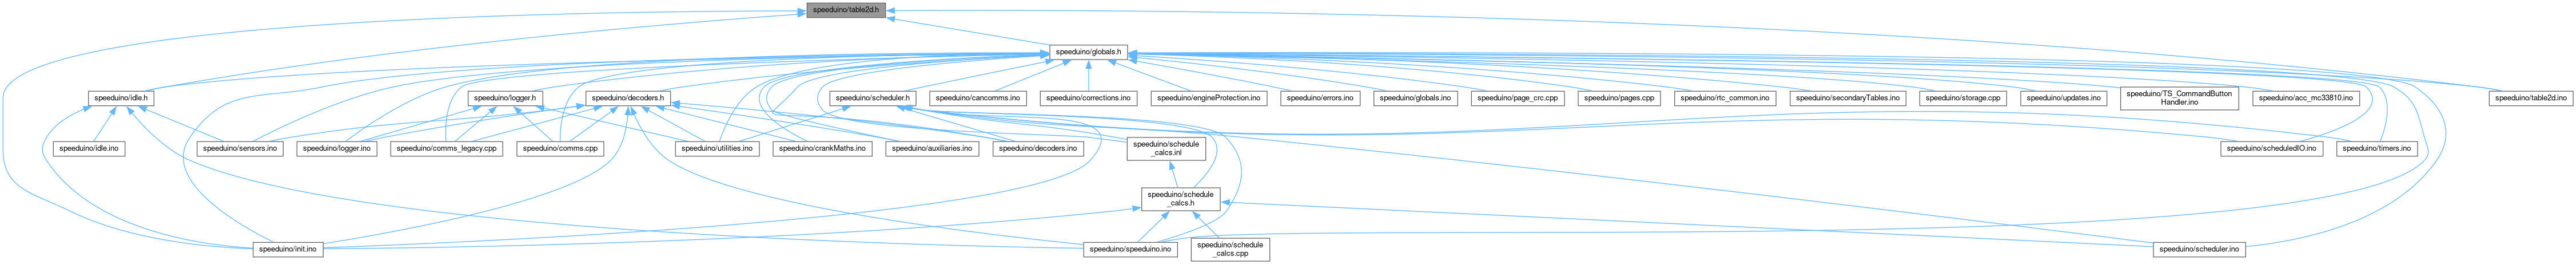 speeduino/table2d.h
speeduino/globals.h
speeduino/idle.h
speeduino/logger.h
speeduino/decoders.h
speeduino/scheduler.h
speeduino/cancomms.ino
speeduino/corrections.ino
speeduino/engineProtection.ino
speeduino/errors.ino
speeduino/globals.ino
speeduino/page_crc.cpp
speeduino/pages.cpp
speeduino/rtc_common.ino
speeduino/secondaryTables.ino
speeduino/storage.cpp
speeduino/updates.ino
speeduino/TS_CommandButton
Handler.ino
speeduino/acc_mc33810.ino
speeduino/table2d.ino
speeduino/idle.ino
speeduino/sensors.ino
speeduino/logger.ino
speeduino/comms_legacy.cpp
speeduino/comms.cpp
speeduino/utilities.ino
speeduino/crankMaths.ino
speeduino/auxiliaries.ino
speeduino/decoders.ino
speeduino/schedule
_calcs.inl
speeduino/scheduledIO.ino
speeduino/timers.ino
speeduino/schedule
_calcs.h
speeduino/init.ino
speeduino/speeduino.ino
speeduino/schedule
_calcs.cpp
speeduino/scheduler.ino